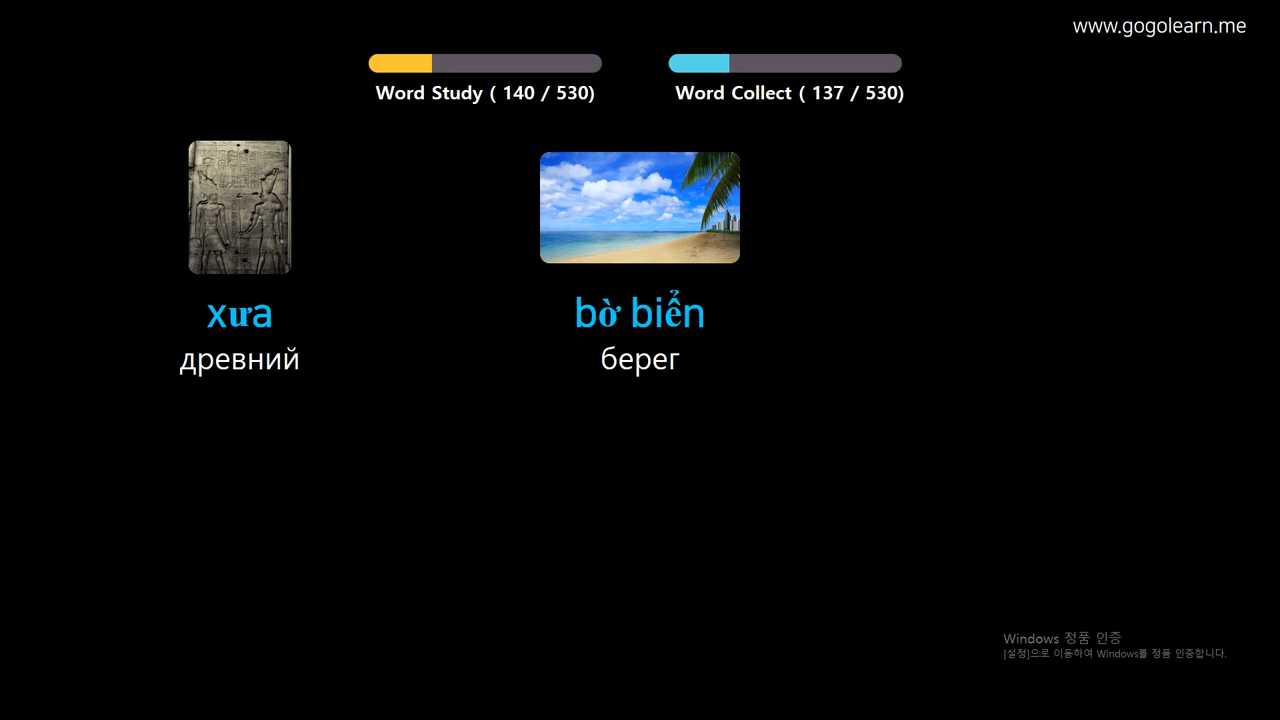 www.gogolearn.me
Word Study ( 140 / 530)
Word Collect ( 137 / 530)
xưa
древний
bờ biển
берег
Windows 정품 인증
[설정]으로 이동하여 Windows를 정품 인증합니다.